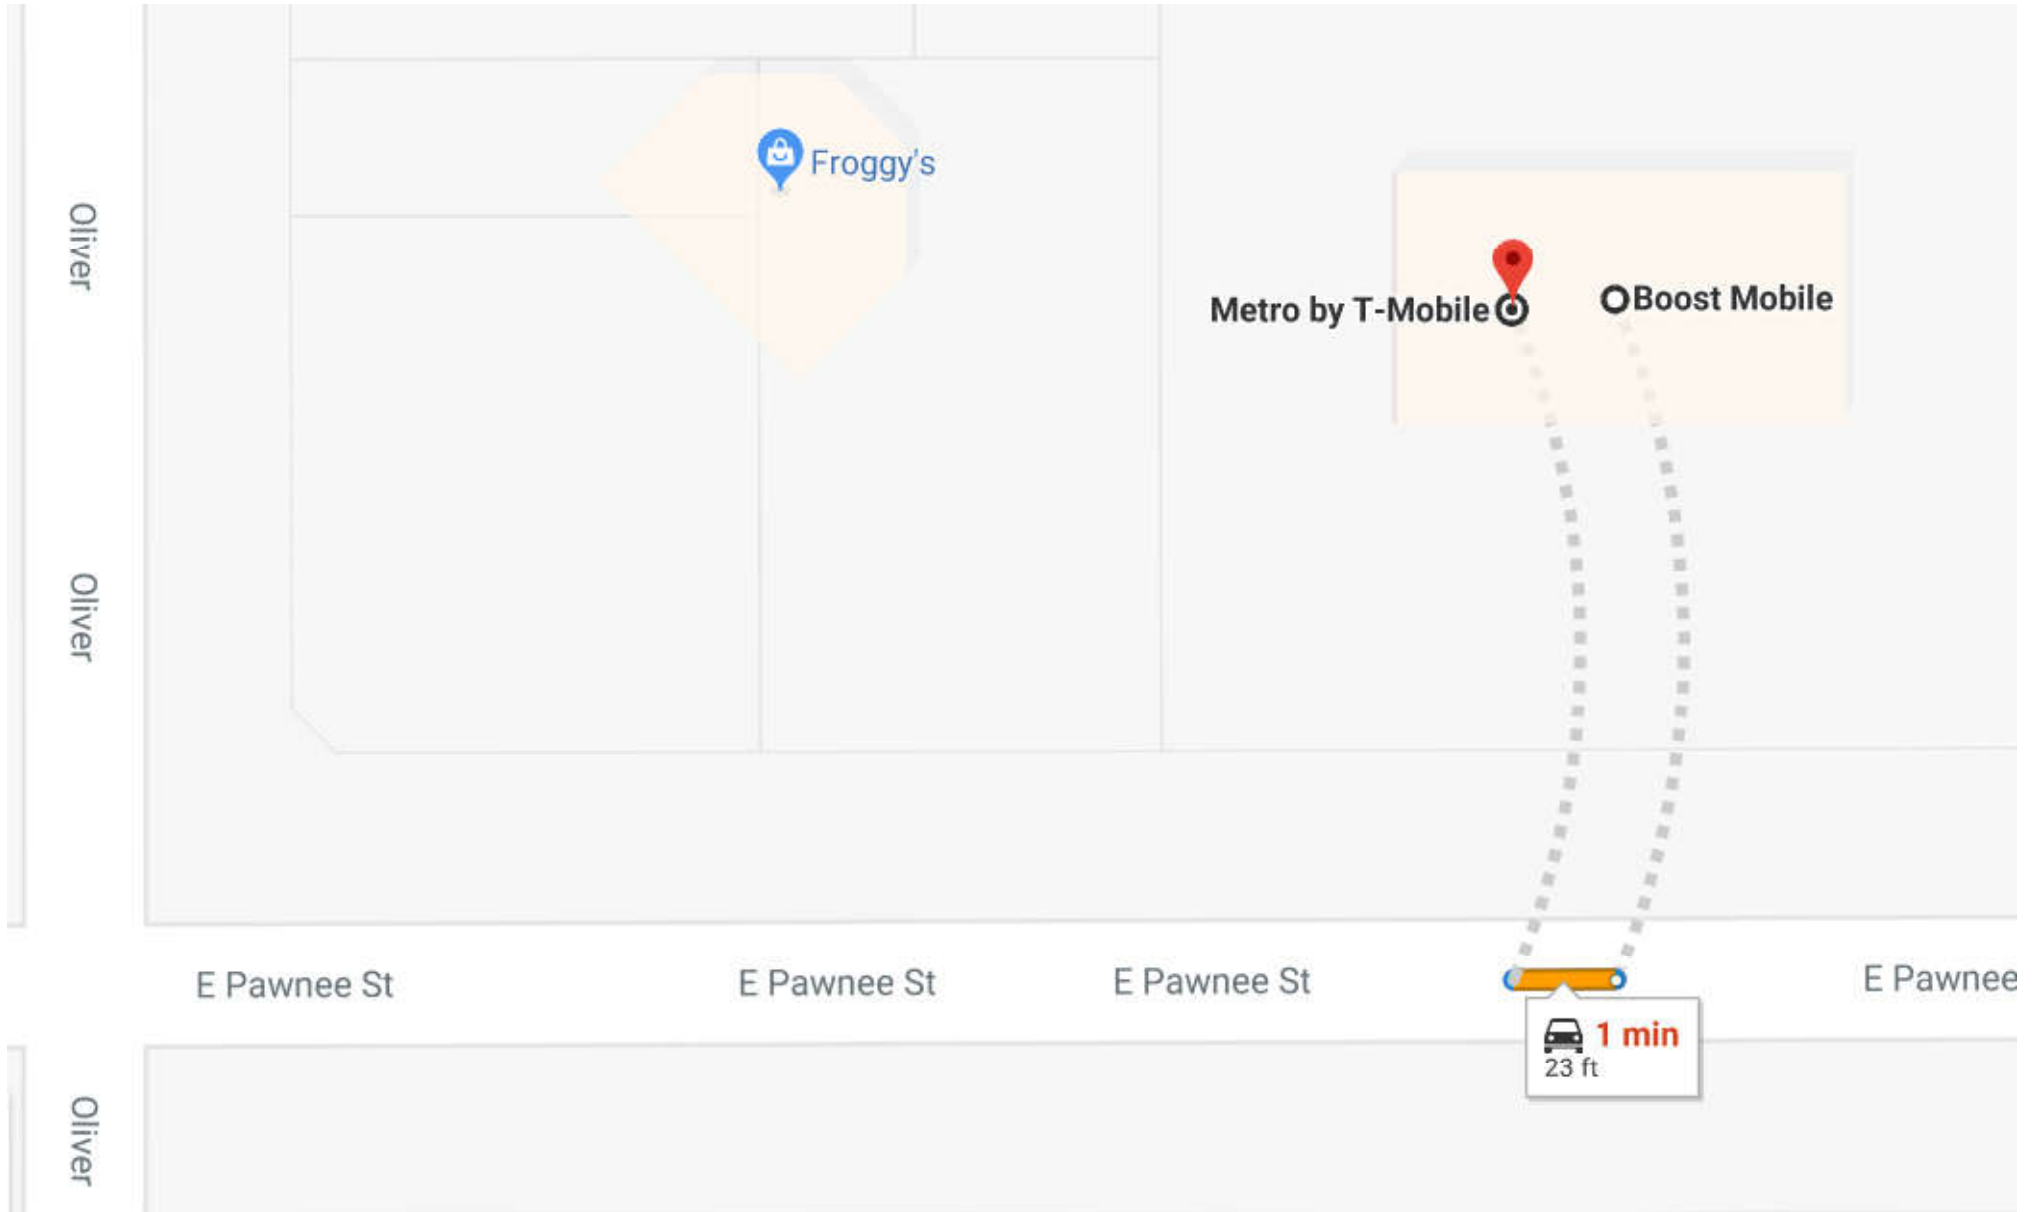 Froggy's
Oliver
Metro by T-Mobile
Boost Mobile
Oliver
E Pawnee St
E Pawnee St
E Pawnee St
E Pawnee
1 min
23 ft
Oliver